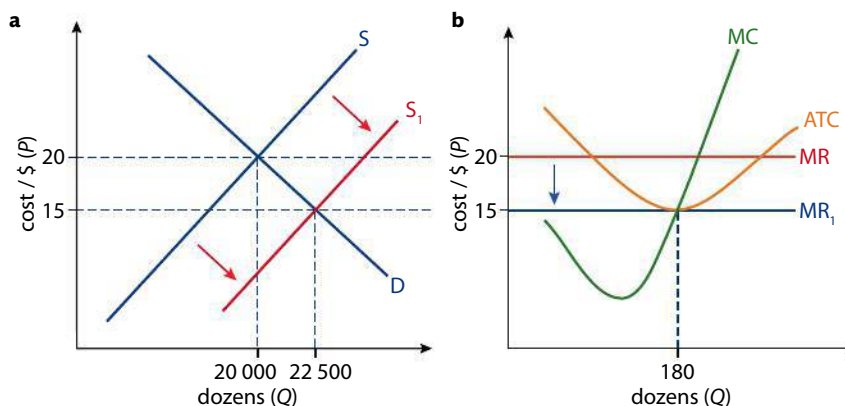 a
S
S1
20
15
cost / $ (P)
D
20 000
22 500
dozens (Q)
b
MC
ATC
20
MR
15
MR1
cost / $ (P)
180
dozens (Q)